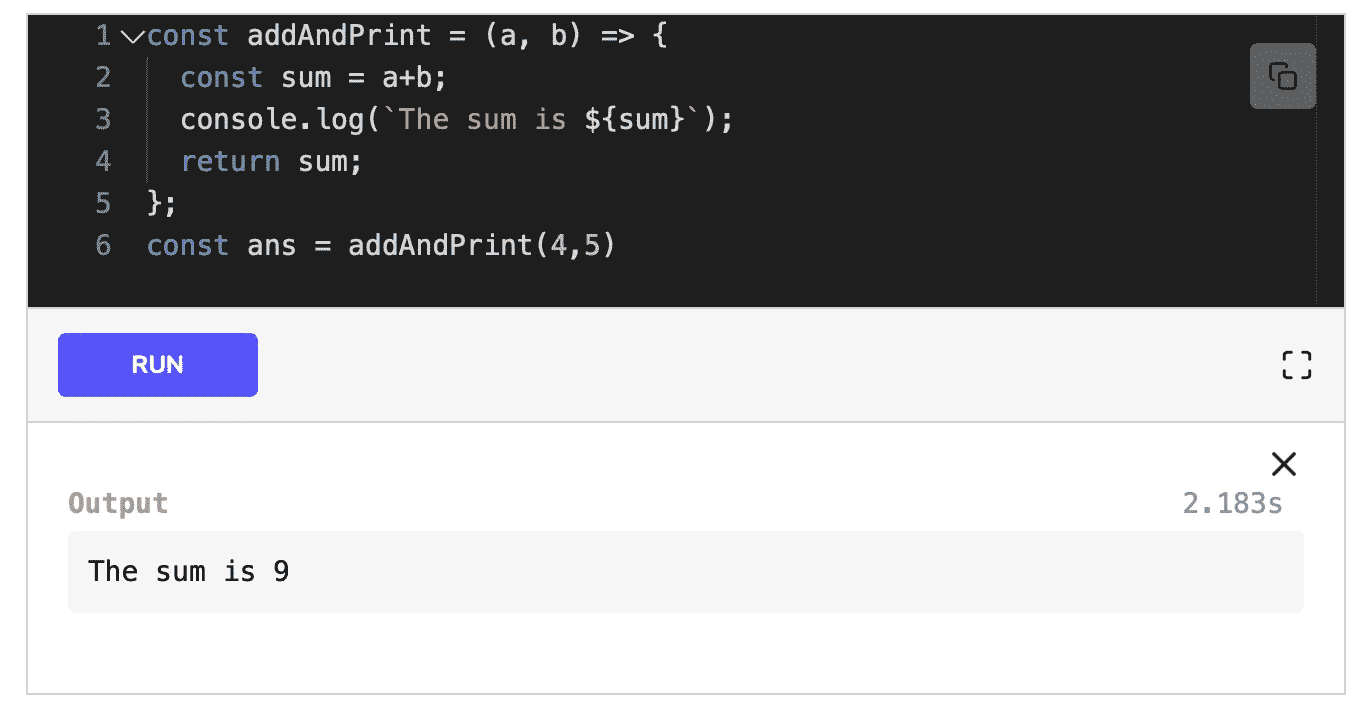 1 const addAndPrint = (a, b) => {
2 const sum = a+b;
3 console.log(`The sum is ${sum}`);
4 return sum;
5 };
6 const ans = addAndPrint(4,5)
RUN
Output 2.183s
The sum is 9